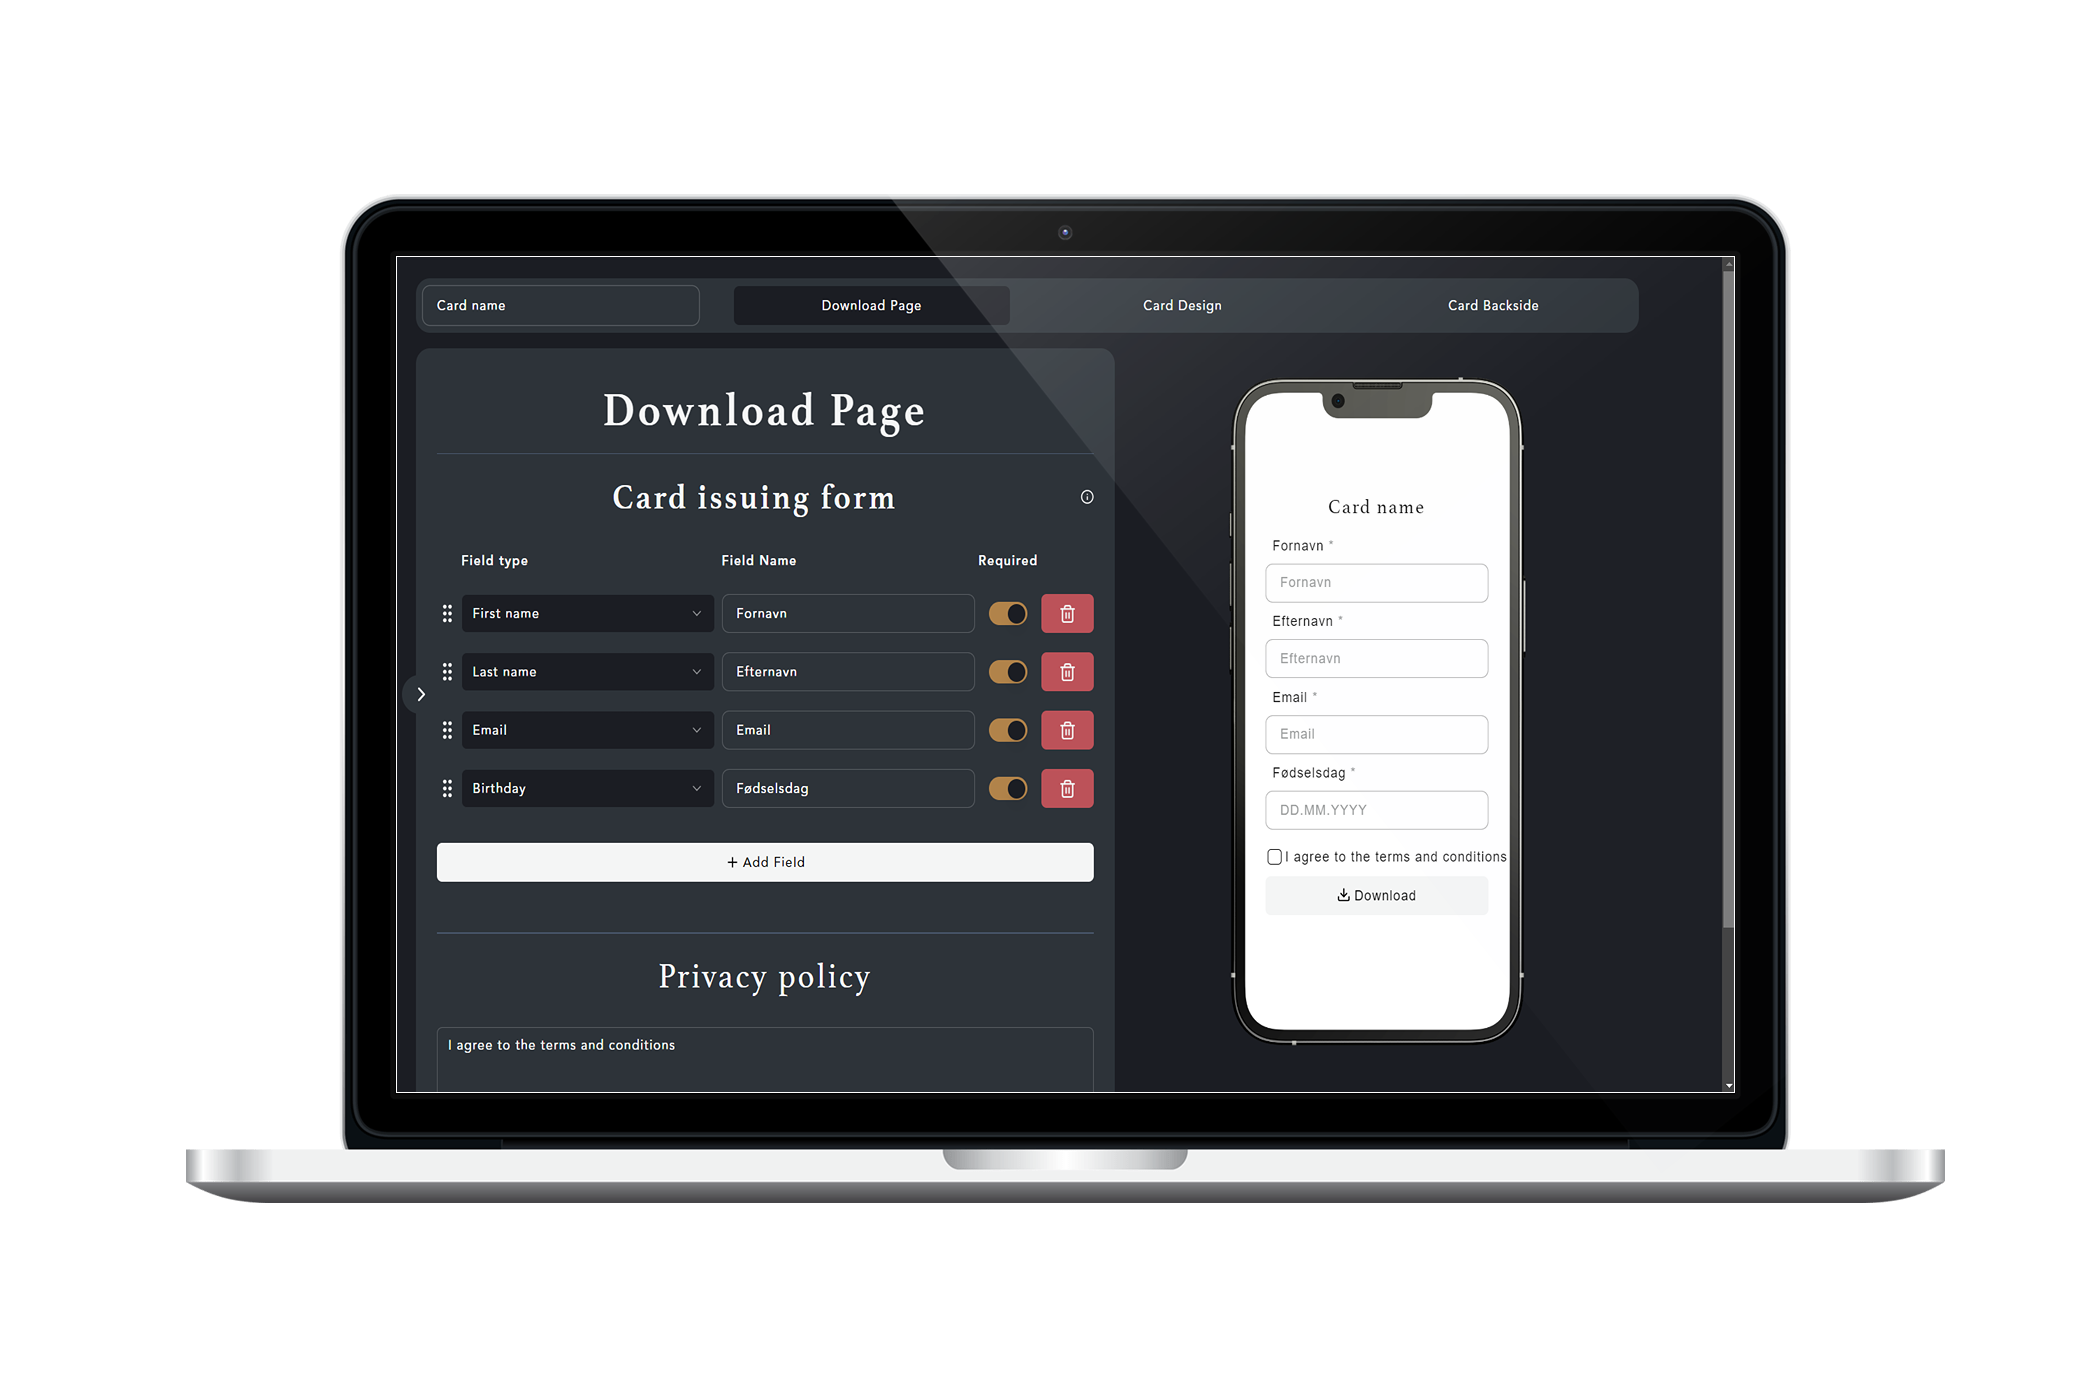 Card name
Download Page
Card Design
Card Backside
Download Page
Card issuing form
Field type
Field Name
Required
First name
Fornavn
Last name
Efternavn
Email
Email
Birthday
Fødselsdag
+ Add Field
Privacy policy
I agree to the terms and conditions
Card name
Fornavn *
Fornavn
Efternavn *
Efternavn
Email *
Email
Fødselsdag *
DD.MM.YYYY
I agree to the terms and conditions
Download